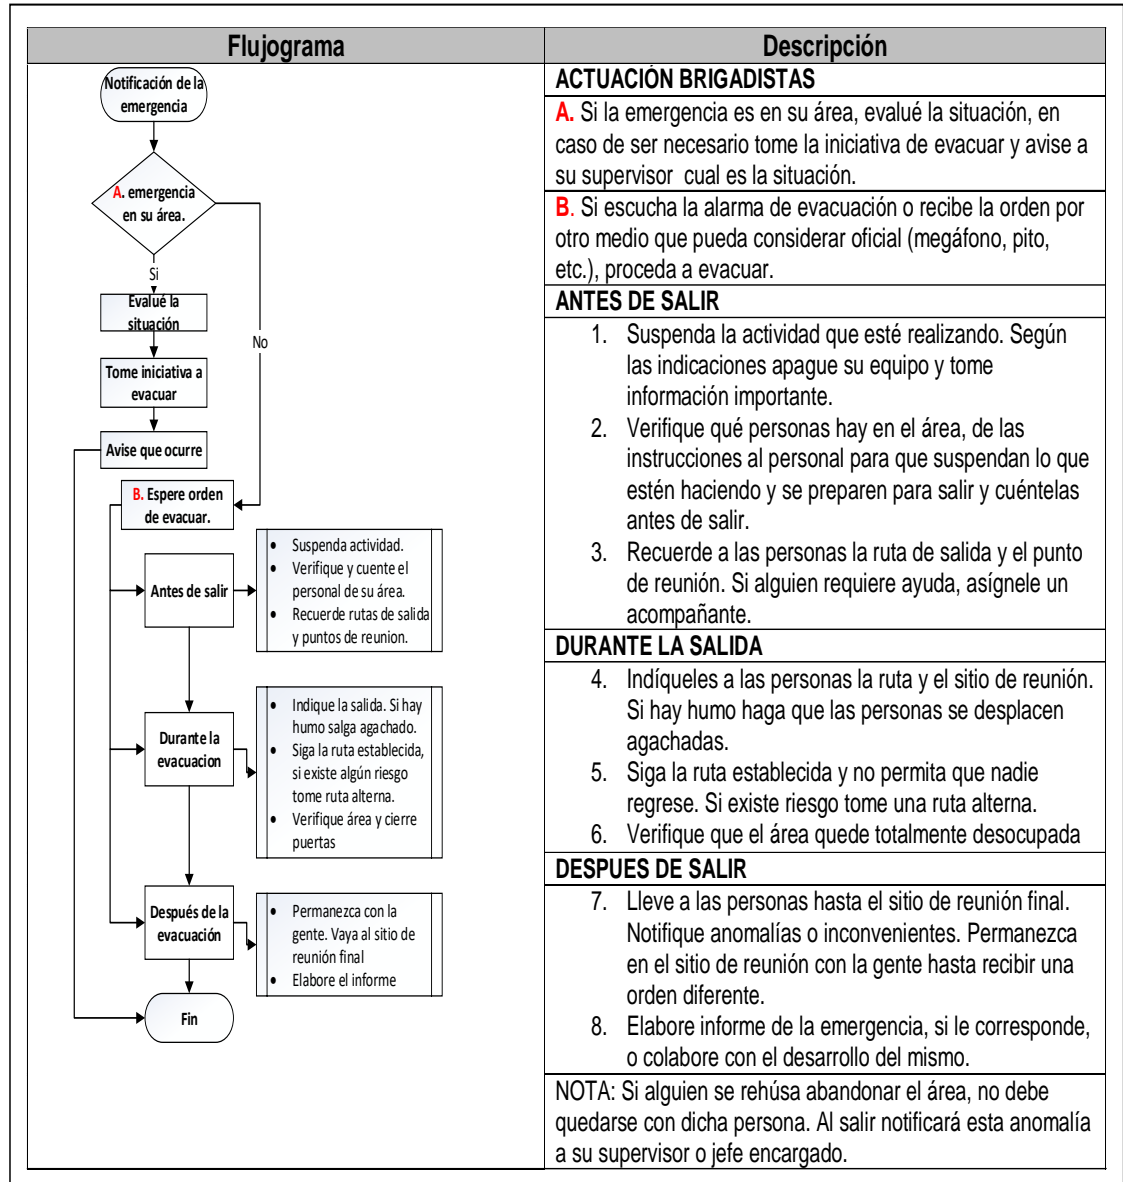 Flujograma
Descripción
Notificación de la
emergencia
A. emergencia
en su área.
Si
No
Evalué la
situación
Tome iniciativa a
evacuar
Avise que ocurre
B. Espere orden
de evacuar.
Antes de salir
• Suspenda actividad.
• Verifique y cuente el
personal de su área.
• Recuerde rutas de salida
y puntos de reunion.
Durante la
evacuacion
• Indique la salida. Si hay
humo salga agachado.
• Siga la ruta establecida,
si existe algún riesgo
tome ruta alterna.
• Verifique área y cierre
puertas
Después de la
evacuación
• Permanezca con la
gente. Vaya al sitio de
reunión final
• Elabore el informe
Fin
ACTUACIÓN BRIGADISTAS
A. Si la emergencia es en su área, evalué la situación, en
caso de ser necesario tome la iniciativa de evacuar y avise a
su supervisor cual es la situación.
B. Si escucha la alarma de evacuación o recibe la orden por
otro medio que pueda considerar oficial (megáfono, pito,
etc.), proceda a evacuar.
ANTES DE SALIR
1. Suspenda la actividad que esté realizando. Según
las indicaciones apague su equipo y tome
información importante.
2. Verifique qué personas hay en el área, de las
instrucciones al personal para que suspendan lo que
estén haciendo y se preparen para salir y cuéntelas
antes de salir.
3. Recuerde a las personas la ruta de salida y el punto
de reunión. Si alguien requiere ayuda, asígnele un
acompañante.
DURANTE LA SALIDA
4. Indíqueles a las personas la ruta y el sitio de reunión.
Si hay humo haga que las personas se desplacen
agachadas.
5. Siga la ruta establecida y no permita que nadie
regrese. Si existe riesgo tome una ruta alterna.
6. Verifique que el área quede totalmente desocupada
DESPUES DE SALIR
7. Lleve a las personas hasta el sitio de reunión final.
Notifique anomalías o inconvenientes. Permanezca
en el sitio de reunión con la gente hasta recibir una
orden diferente.
8. Elabore informe de la emergencia, si le corresponde,
o colabore con el desarrollo del mismo.
NOTA: Si alguien se rehúsa abandonar el área, no debe
quedarse con dicha persona. Al salir notificará esta anomalía
a su supervisor o jefe encargado.